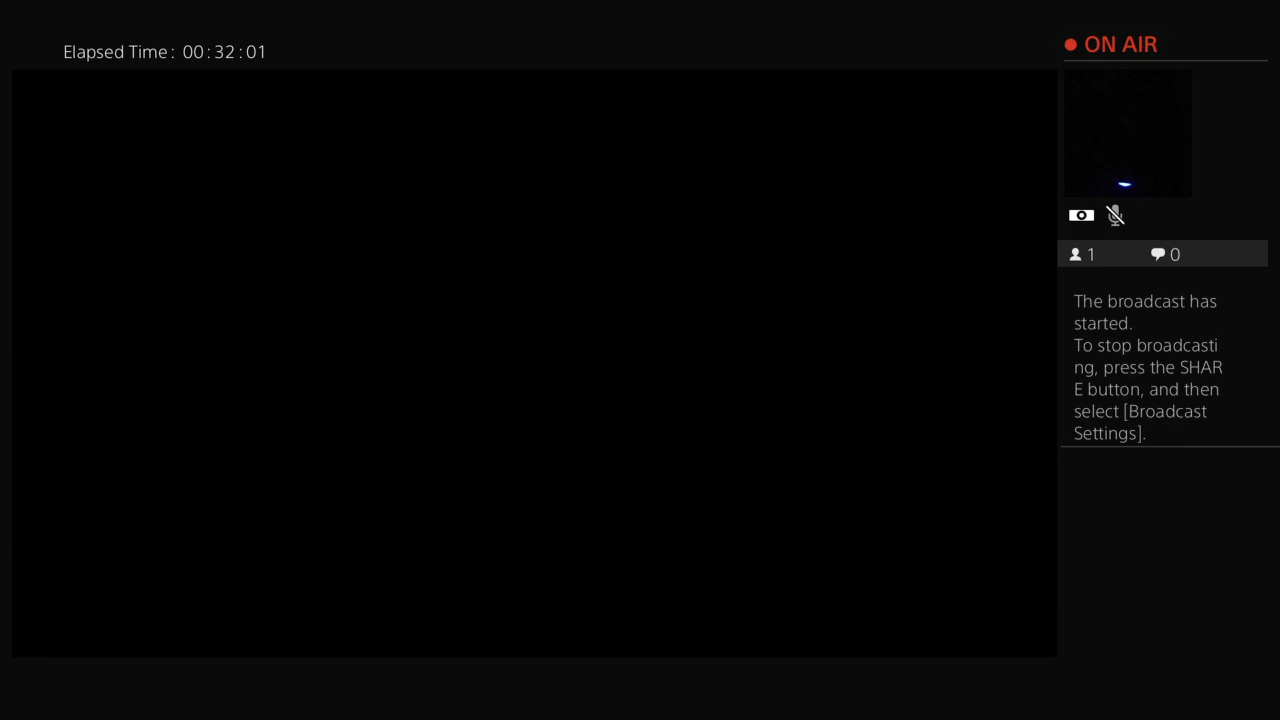 Elapsed Time: 00:32:01
ON AIR
1 0
The broadcast has
started.
To stop broadcasti
ng, press the SHAR
E button, and then
select [Broadcast
Settings].